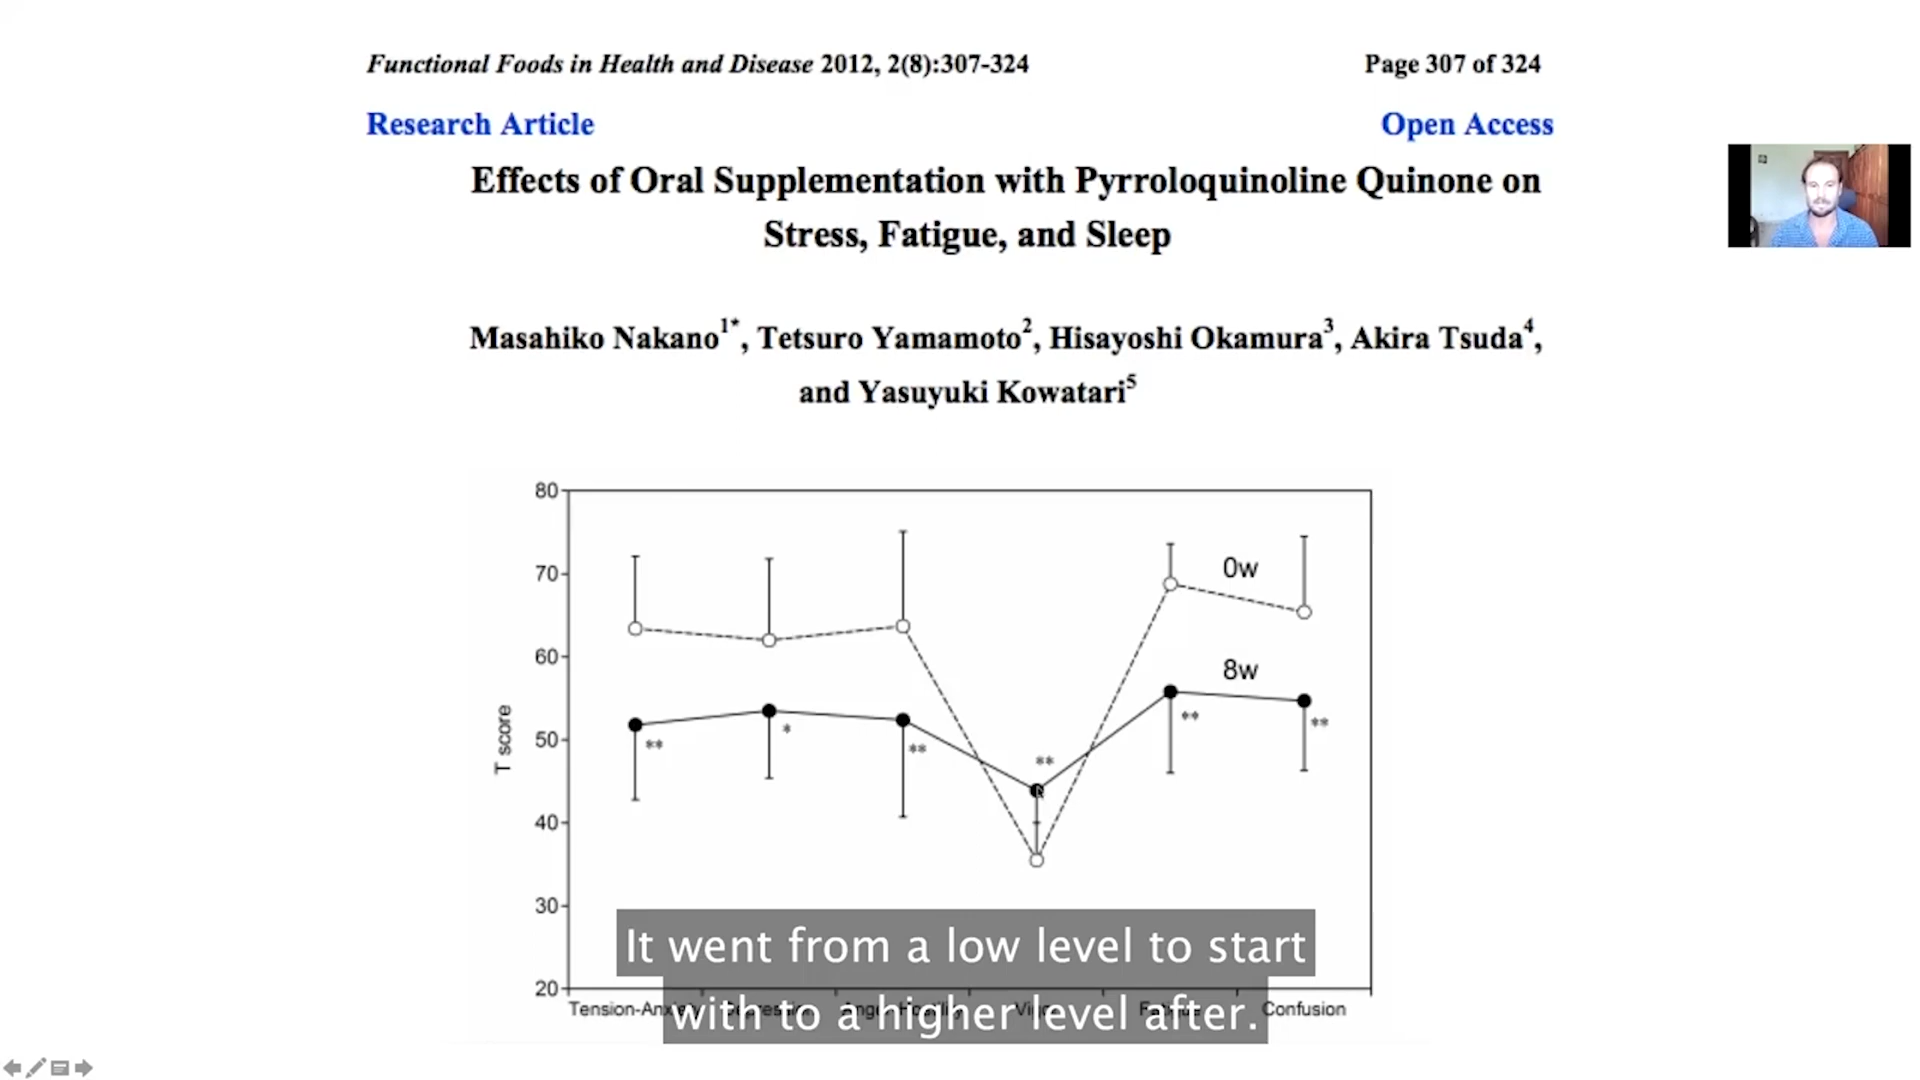 Functional Foods in Health and Disease 2012, 2(8):307-324 Page 307 of 324
Research Article Open Access
Effects of Oral Supplementation with Pyrroloquinoline Quinone on
Stress, Fatigue, and Sleep
Masahiko Nakano1*, Tetsuro Yamamoto2, Hisayoshi Okamura3, Akira Tsuda4,
and Yasuyuki Kowatari5
80
70
60
50
40
30
20
T score
0w
8w
**
*
**
**
**
**
Confusion
It went from a low level to start
with to a higher level after.